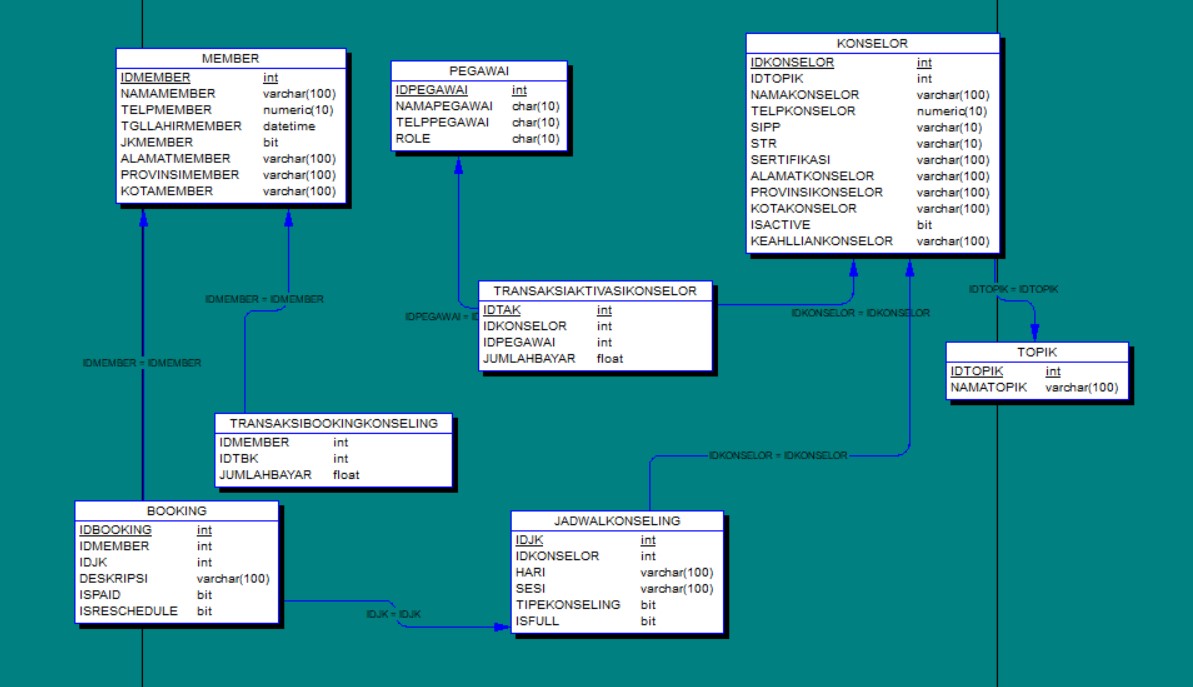 MEMBER
IDMEMBER int
NAMAMEMBER varchar(100)
TELPMEMBER numeric(10)
TGLLAHIRMEMBER datetime
JKMEMBER bit
ALAMATMEMBER varchar(100)
PROVINSIMEMBER varchar(100)
KOTAMEMBER varchar(100)
PEGAWAI
IDPEGAWAI int
NAMAPEGAWAI char(10)
TELPPEGAWAI char(10)
ROLE char(10)
KONSELOR
IDKONSELOR int
IDTOPIK int
NAMAKONSELOR varchar(100)
TELPKONSELOR numeric(10)
SIPP varchar(10)
STR varchar(10)
SERTIFIKASI varchar(100)
ALAMATKONSELOR varchar(100)
PROVINSIKONSELOR varchar(100)
KOTAKONSELOR varchar(100)
ISACTIVE bit
KEAHLLIANKONSELOR varchar(100)
IDMEMBER = IDMEMBER
IDPEGAWAI = ID
TRANSAKSIAKTIVASIKONSELOR
IDTAK int
IDKONSELOR int
IDPEGAWAI int
JUMLAHBAYAR float
IDKONSELOR = IDKONSELOR
IDTOPIK = IDTOPIK
TOPIK
IDTOPIK int
NAMATOPIK varchar(100)
IDMEMBER = IDMEMBER
TRANSAKSIBOOKINGKONSELING
IDMEMBER int
IDTBK int
JUMLAHBAYAR float
IDKONSELOR = IDKONSELOR
BOOKING
IDBOOKING int
IDMEMBER int
IDJK int
DESKRIPSI varchar(100)
ISPAID bit
ISRESCHEDULE bit
IDJK = IDJK
JADWALKONSELING
IDJK int
IDKONSELOR int
HARI varchar(100)
SESI varchar(100)
TIPEKONSELING bit
ISFULL bit